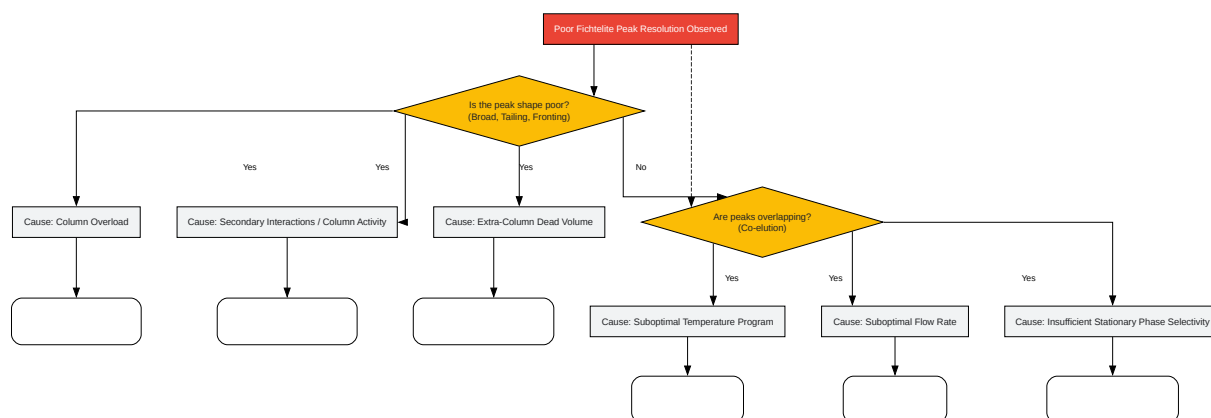 Poor Fichtelite Peak Resolution Observed
Is the peak shape poor?
(Broad, Tailing, Fronting)
Yes
Yes
Yes
No
Cause: Column Overload
Cause: Secondary Interactions / Column Activity
Cause: Extra-Column Dead Volume
Are peaks overlapping?
(Co-elution)
Yes
Yes
Yes
Cause: Suboptimal Temperature Program
Cause: Suboptimal Flow Rate
Cause: Insufficient Stationary Phase Selectivity